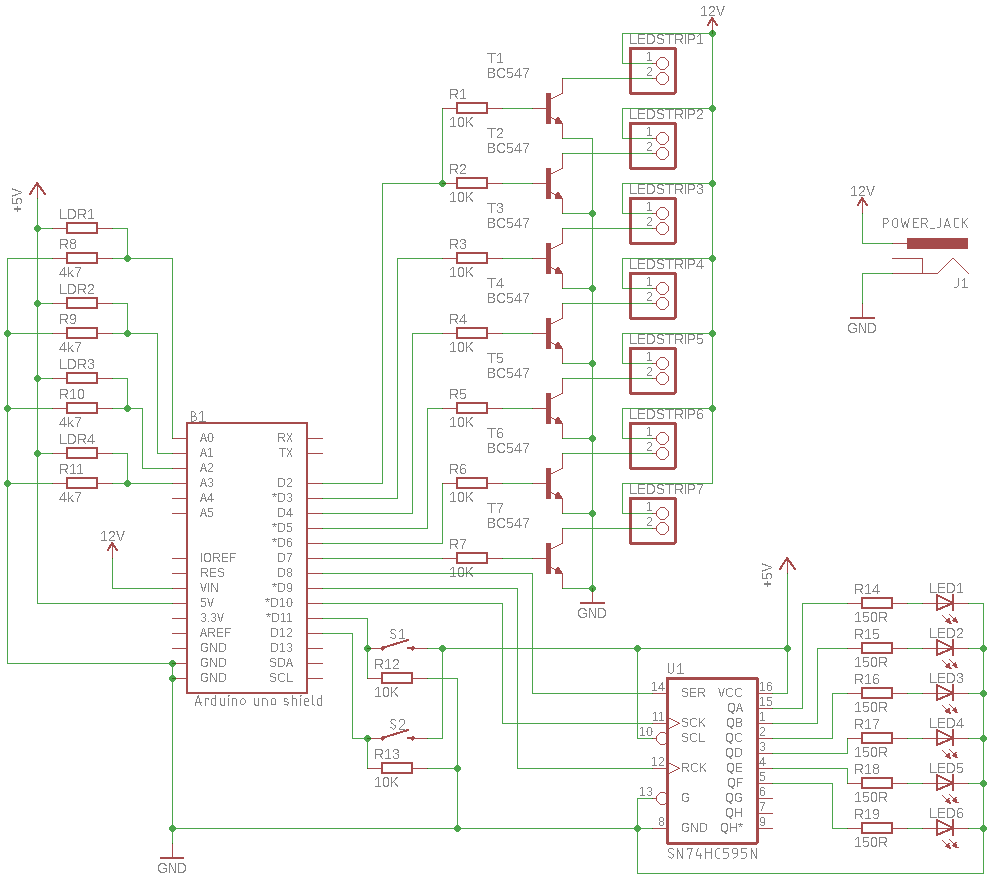 12V
LEDSTRIP1
1
2
T1
BC547
R1
10K
LEDSTRIP2
1
2
T2
BC547
R2
10K
LEDSTRIP3
1
2
T3
BC547
R3
10K
LEDSTRIP4
1
2
T4
BC547
R4
10K
LEDSTRIP5
1
2
T5
BC547
R5
10K
LEDSTRIP6
1
2
T6
BC547
R6
10K
LEDSTRIP7
1
2
T7
BC547
R7
10K
GND
12V
POWER_JACK
J1
GND
+5V
LDR1
R8
4k7
LDR2
R9
4k7
LDR3
R10
4k7
LDR4
R11
4k7
12V
B1
A0
A1
A2
A3
A4
A5
IOREF
RES
VIN
5V
3.3V
AREF
GND
GND
GND
RX
TX
D2
*D3
D4
*D5
*D6
D7
D8
*D9
*D10
*D11
D12
D13
SDA
SCL
Arduino uno shield
S1
R12
10K
S2
R13
10K
GND
+5V
U1
14 SER
11 SCK
10 SCL
12 RCK
13 G
8 GND
VCC 16
QA 15
QB 1
QC 2
QD 3
QE 4
QF 5
QG 6
QH 7
QH* 9
SN74HC595N
R14
150R
LED1
R15
150R
LED2
R16
150R
LED3
R17
150R
LED4
R18
150R
LED5
R19
150R
LED6